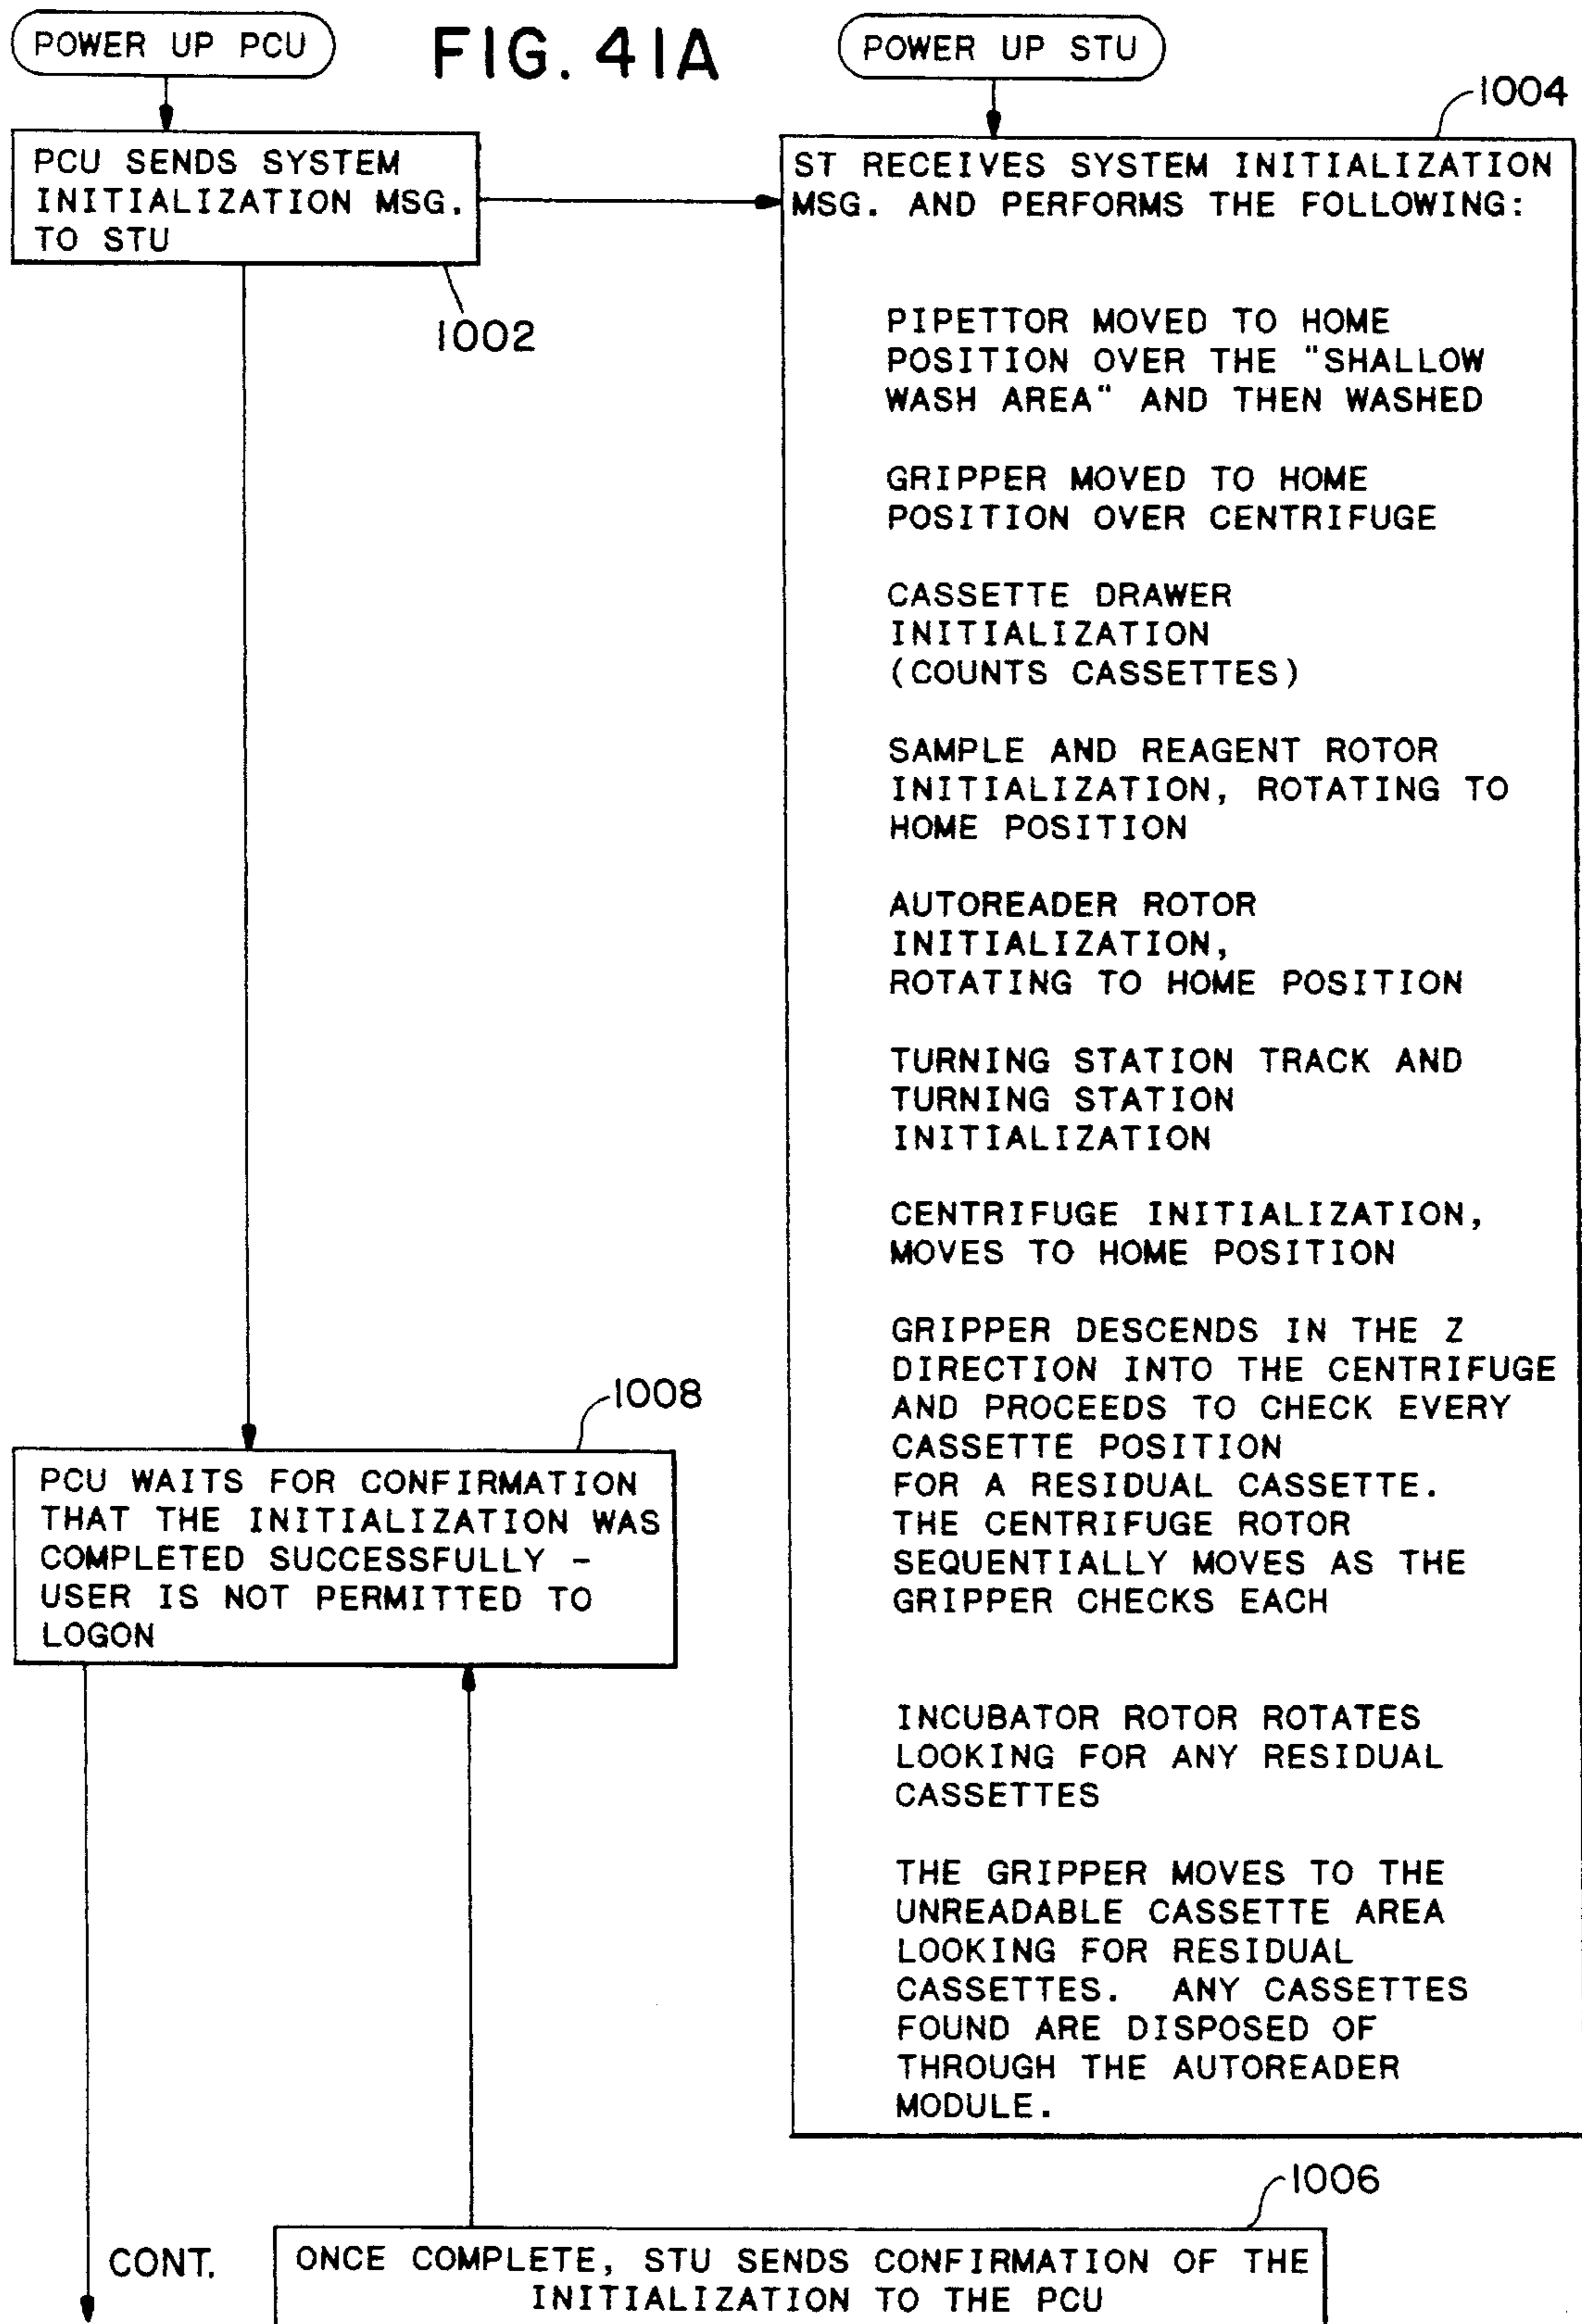 FIG. 41A
POWER UP PCU
PCU SENDS SYSTEM
INITIALIZATION MSG.
TO STU
1002
POWER UP STU
1004
ST RECEIVES SYSTEM INITIALIZATION
MSG. AND PERFORMS THE FOLLOWING:
PIPETTOR MOVED TO HOME
POSITION OVER THE "SHALLOW
WASH AREA" AND THEN WASHED
GRIPPER MOVED TO HOME
POSITION OVER CENTRIFUGE
CASSETTE DRAWER
INITIALIZATION
(COUNTS CASSETTES)
SAMPLE AND REAGENT ROTOR
INITIALIZATION, ROTATING TO
HOME POSITION
AUTOREADER ROTOR
INITIALIZATION,
ROTATING TO HOME POSITION
TURNING STATION TRACK AND
TURNING STATION
INITIALIZATION
CENTRIFUGE INITIALIZATION,
MOVES TO HOME POSITION
GRIPPER DESCENDS IN THE Z
DIRECTION INTO THE CENTRIFUGE
AND PROCEEDS TO CHECK EVERY
CASSETTE POSITION
FOR A RESIDUAL CASSETTE.
THE CENTRIFUGE ROTOR
SEQUENTIALLY MOVES AS THE
GRIPPER CHECKS EACH
INCUBATOR ROTOR ROTATES
LOOKING FOR ANY RESIDUAL
CASSETTES
THE GRIPPER MOVES TO THE
UNREADABLE CASSETTE AREA
LOOKING FOR RESIDUAL
CASSETTES. ANY CASSETTES
FOUND ARE DISPOSED OF
THROUGH THE AUTOREADER
MODULE.
1008
PCU WAITS FOR CONFIRMATION
THAT THE INITIALIZATION WAS
COMPLETED SUCCESSFULLY -
USER IS NOT PERMITTED TO
LOGON
1006
ONCE COMPLETE, STU SENDS CONFIRMATION OF THE
INITIALIZATION TO THE PCU
CONT.